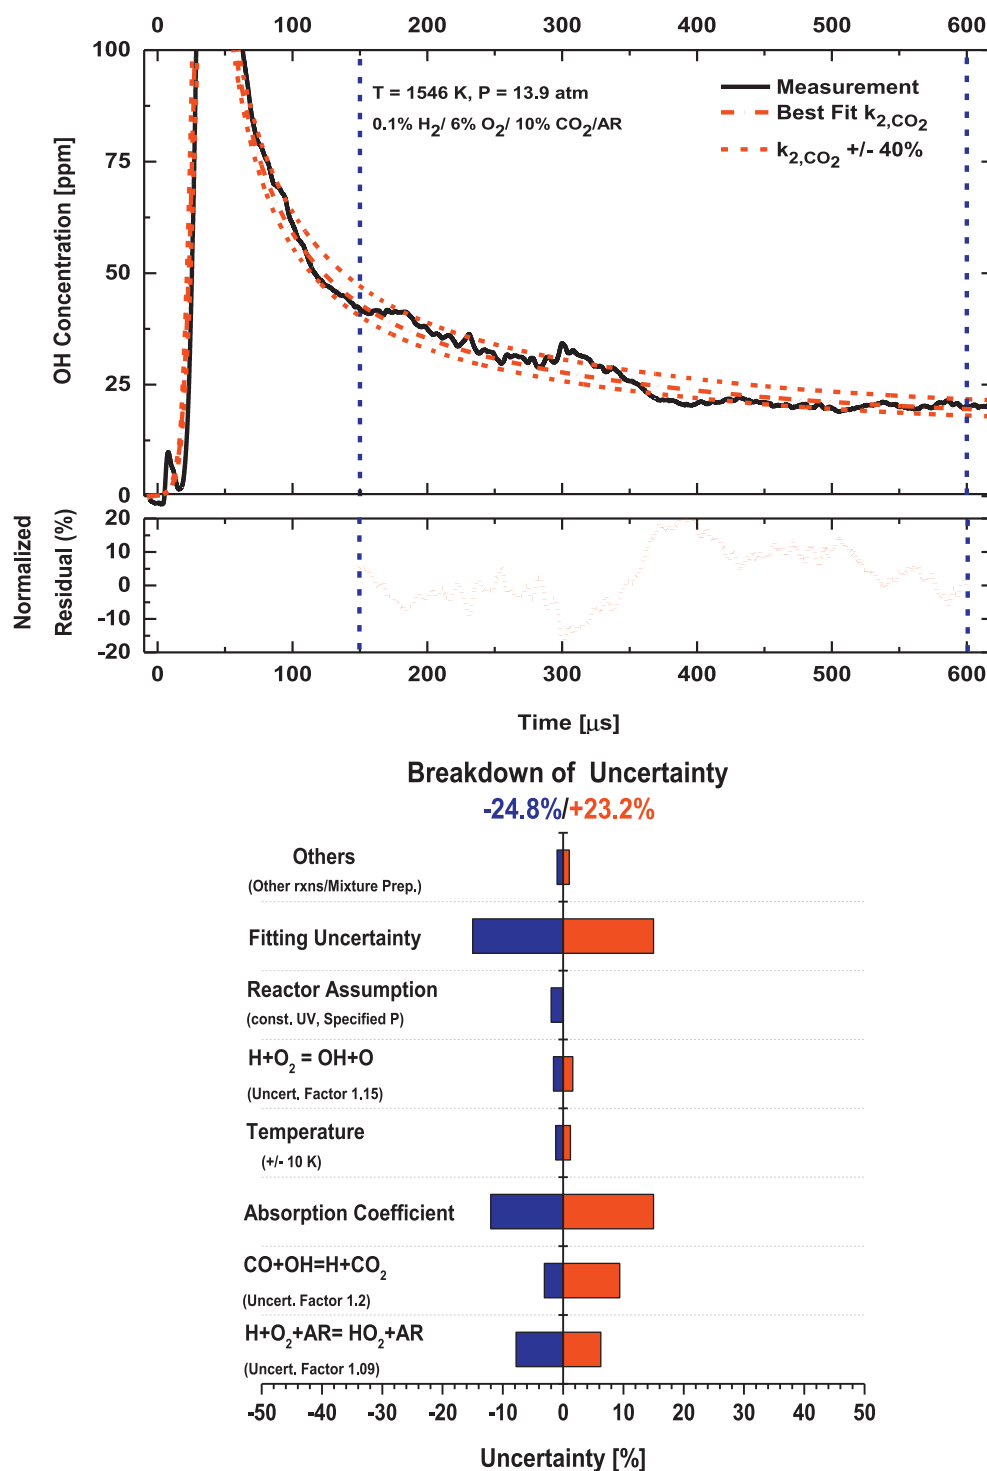 0 100 200 300 400 500 600
100
75
50
25
0
OH Concentration [ppm]
T = 1546 K, P = 13.9 atm
0.1% H₂/ 6% O₂/ 10% CO₂/AR
Measurement
Best Fit k₂,CO₂
k₂,CO₂ +/- 40%
20
10
0
-10
-20
Normalized
Residual (%)
0 100 200 300 400 500 600
Time [μs]
Breakdown of Uncertainty
-24.8%/+23.2%
Others
(Other rxns/Mixture Prep.)
Fitting Uncertainty
Reactor Assumption
(const. UV, Specified P)
H+O₂ = OH+O
(Uncert. Factor 1.15)
Temperature
(+/- 10 K)
Absorption Coefficient
CO+OH=H+CO₂
(Uncert. Factor 1.2)
H+O₂+AR= HO₂+AR
(Uncert. Factor 1.09)
-50 -40 -30 -20 -10 0 10 20 30 40 50
Uncertainty [%]